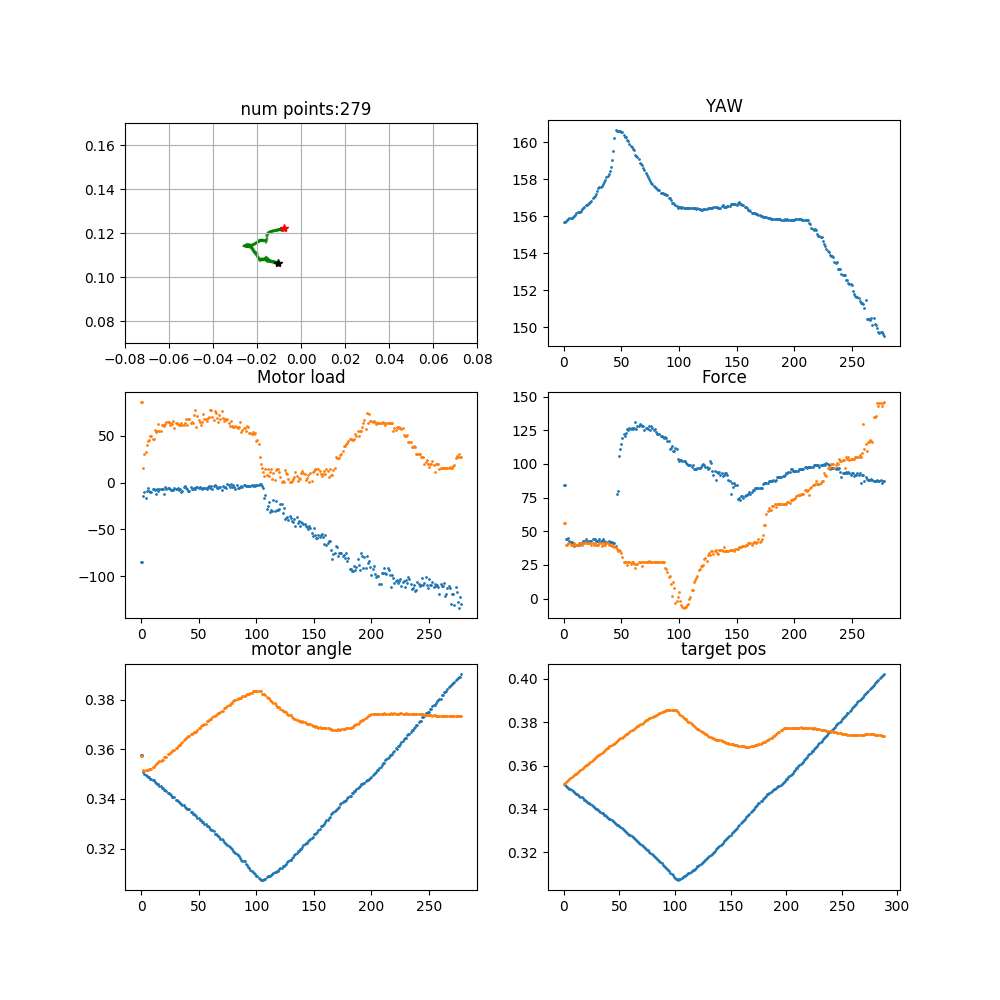 num points:279
YAW
0.16
0.14
0.12
0.10
0.08
−0.08 −0.06 −0.04 −0.02 0.00 0.02 0.04 0.06 0.08
160
158
156
154
152
150
0 50 100 150 200 250
Motor load
Force
50
0
−50
−100
0 50 100 150 200 250
150
125
100
75
50
25
0
0 50 100 150 200 250
motor angle
target pos
0.38
0.36
0.34
0.32
0 50 100 150 200 250
0.40
0.38
0.36
0.34
0.32
0 50 100 150 200 250 300